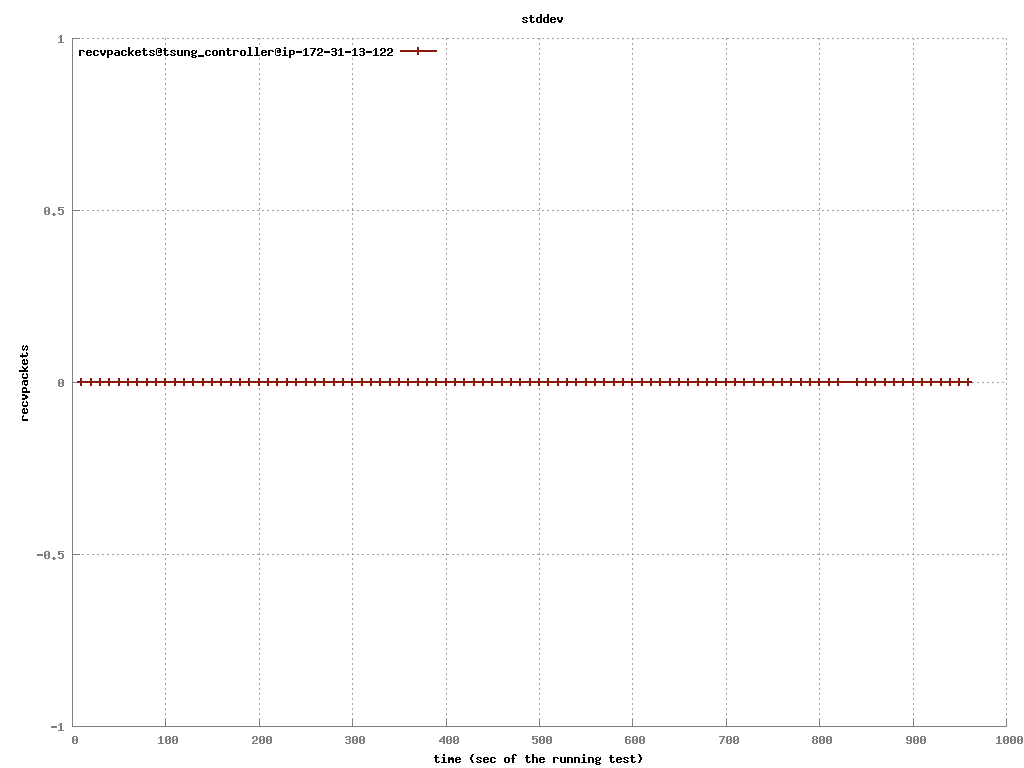 stddev
1
recvpackets@tsung_controller@ip-172-31-13-122
0.5
0
-0.5
-1
recvpackets
0 100 200 300 400 500 600 700 800 900 1000
time (sec of the running test)